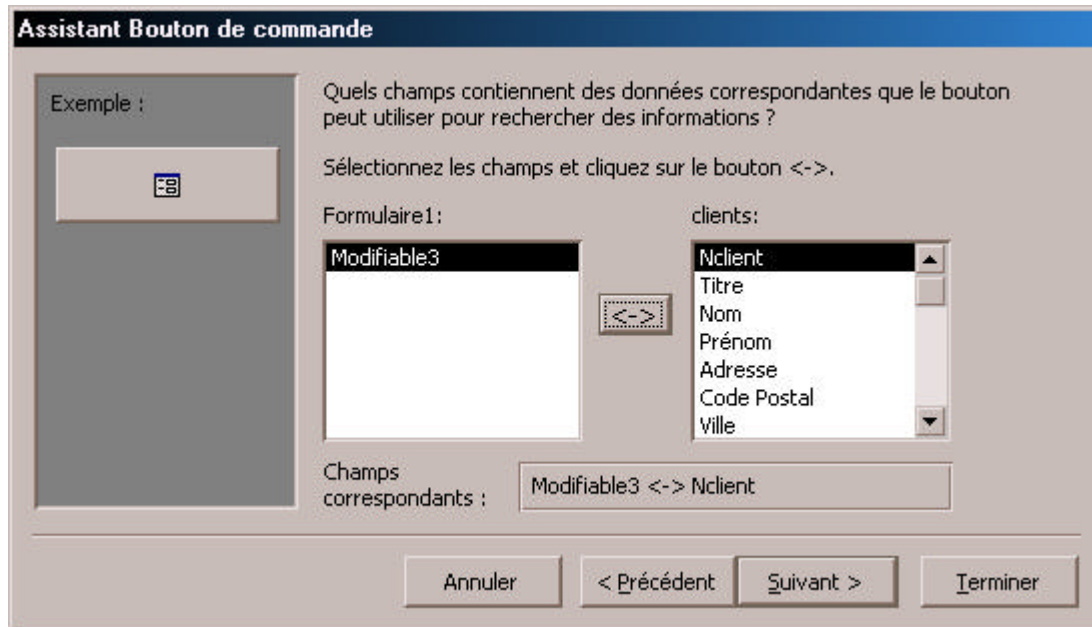 Assistant Bouton de commande
Exemple :
Quels champs contiennent des données correspondantes que le bouton
peut utiliser pour rechercher des informations ?
Sélectionnez les champs et cliquez sur le bouton <->.
Formulaire1:
clients:
Modifiable3
<->
Nclient
Titre
Nom
Prénom
Adresse
Code Postal
Ville
Champs
correspondants :
Modifiable3 <-> Nclient
Annuler
< Précédent
Suivant >
Terminer